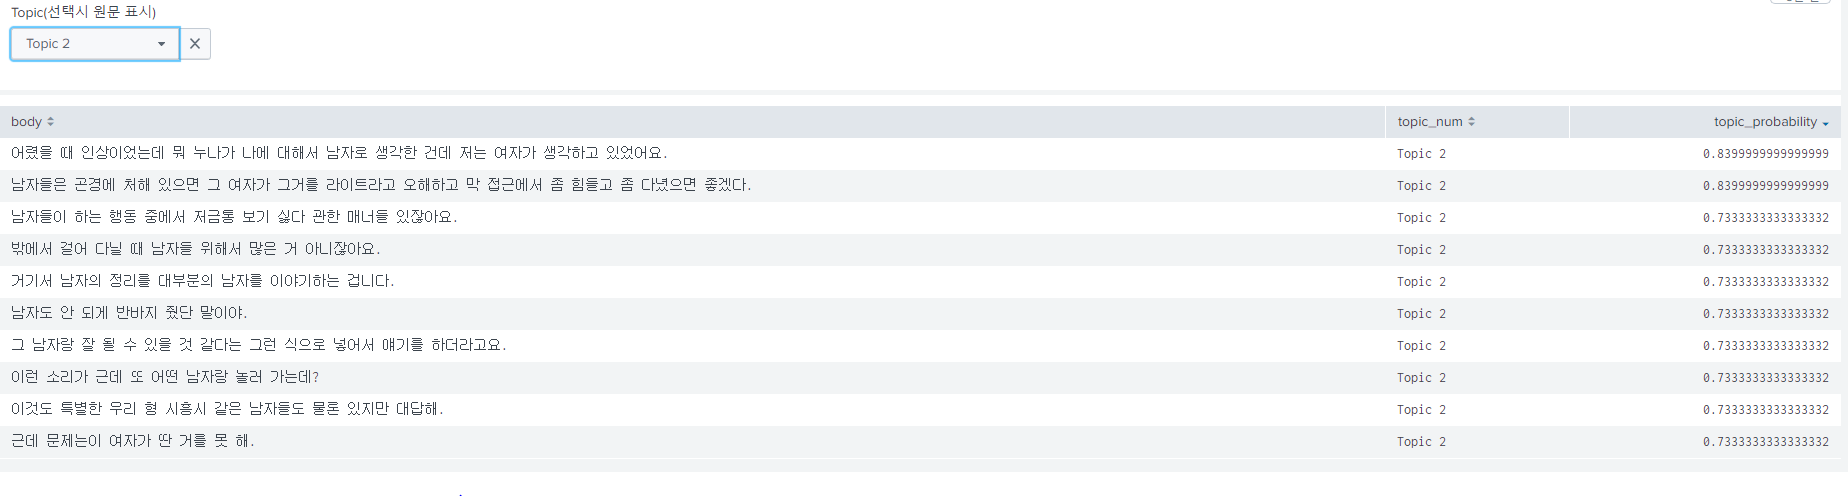 Topic(선택시 원문 표시)
Topic 2
body topic_num topic_probability
어렸을 때 인상이었는데 뭐 누나가 나에 대해서 남자로 생각한 건데 저는 여자가 생각하고 있었어요. Topic 2 0.8399999999999999
남자들은 곤경에 처해 있으면 그 여자가 그거를 라이트라고 오해하고 막 접근에서 좀 힘들고 좀 다녔으면 좋겠다. Topic 2 0.8399999999999999
남자들이 하는 행동 중에서 저금통 보기 싫다 관한 매너들 있잖아요. Topic 2 0.7333333333333332
밖에서 걸어 다닐 때 남자들 위해서 많은 거 아니잖아요. Topic 2 0.7333333333333332
거기서 남자의 정리를 대부분의 남자를 이야기하는 겁니다. Topic 2 0.7333333333333332
남자도 안 되게 반바지 줬단 말이야. Topic 2 0.7333333333333332
그 남자랑 잘 될 수 있을 것 같다는 그런 식으로 넣어서 얘기를 하더라고요. Topic 2 0.7333333333333332
이런 소리가 근데 또 어떤 남자랑 놀러 가는데? Topic 2 0.7333333333333332
이것도 특별한 우리 형 시흥시 같은 남자들도 물론 있지만 대답해. Topic 2 0.7333333333333332
근데 문제는이 여자가 딴 거를 못 해. Topic 2 0.7333333333333332